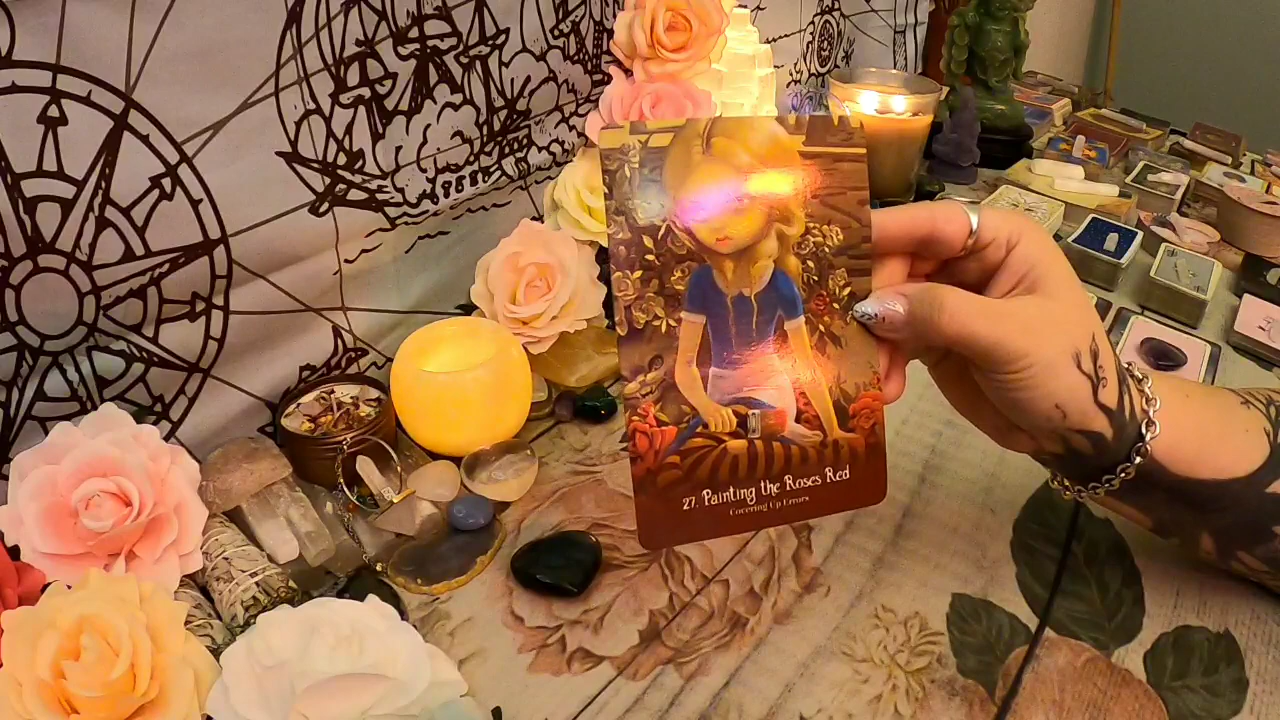 27. Painting the Roses Red
Covering Up Errors